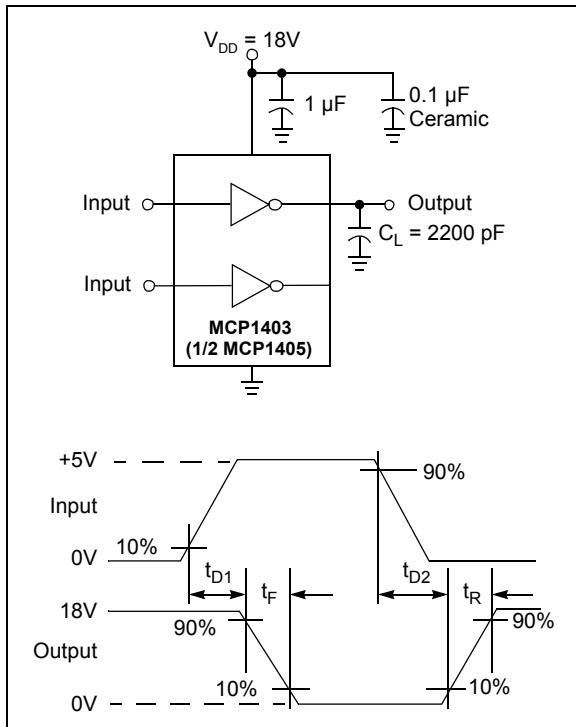 V_DD = 18V
1 µF
0.1 µF
Ceramic
Input
Output
C_L = 2200 pF
Input
MCP1403
(1/2 MCP1405)
+5V
90%
Input
10%
0V
t_D1
t_F
t_D2
t_R
18V
90%
90%
Output
10%
10%
0V